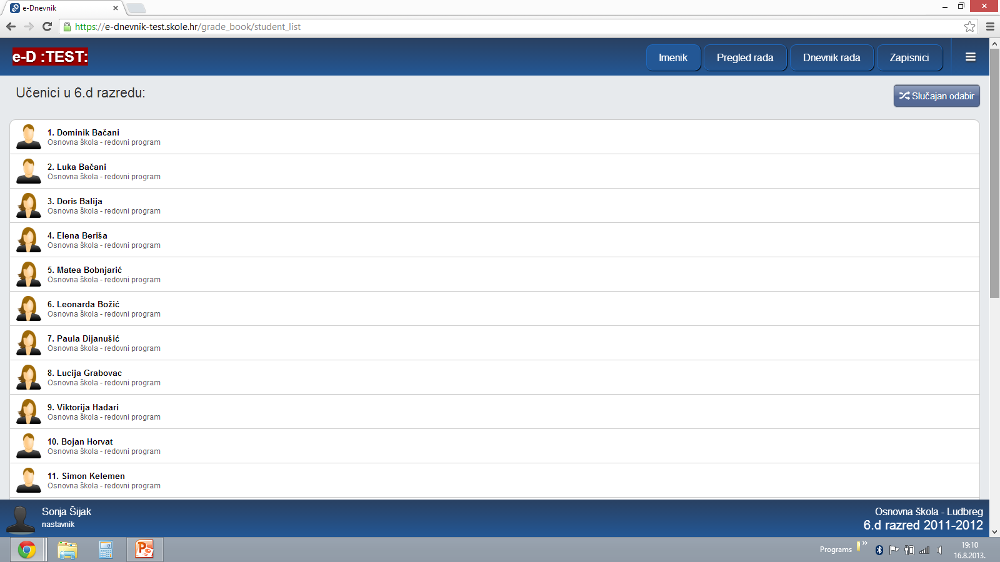 e-Dnevnik
https://e-dnevnik-test.skole.hr/grade_book/student_list
e-D :TEST:
Imenik
Pregled rada
Dnevnik rada
Zapisnici
Učenici u 6.d razredu:
Slučajan odabir
1. Dominik Bačani
Osnovna škola - redovni program
2. Luka Bačani
Osnovna škola - redovni program
3. Doris Balija
Osnovna škola - redovni program
4. Elena Beriša
Osnovna škola - redovni program
5. Matea Bobnjarić
Osnovna škola - redovni program
6. Leonarda Božić
Osnovna škola - redovni program
7. Paula Dijanušić
Osnovna škola - redovni program
8. Lucija Grabovac
Osnovna škola - redovni program
9. Viktorija Hadari
Osnovna škola - redovni program
10. Bojan Horvat
Osnovna škola - redovni program
11. Simon Kelemen
Osnovna škola - redovni program
Sonja Šijak
nastavnik
Osnovna škola - Ludbreg
6.d razred 2011-2012
Programs
19:10
16.8.2013.